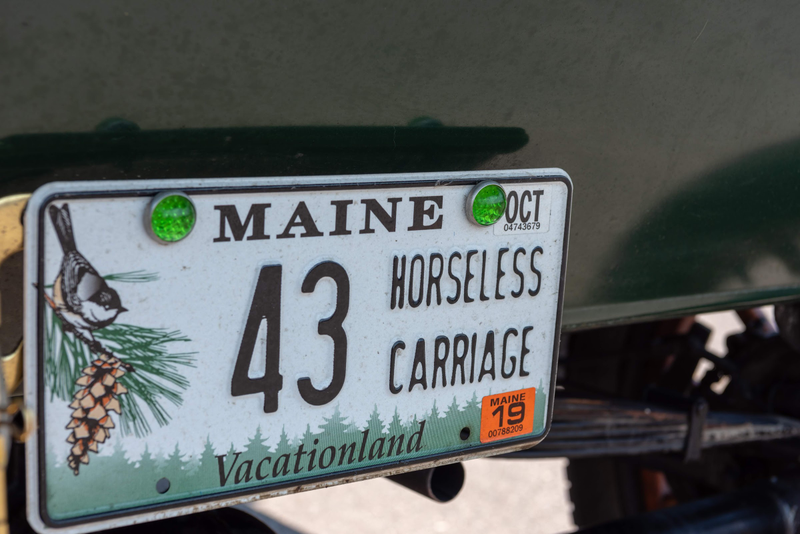 MAINE
OCT
04743679
43
HORSELESS
CARRIAGE
MAINE
19
00788209
Vacationland